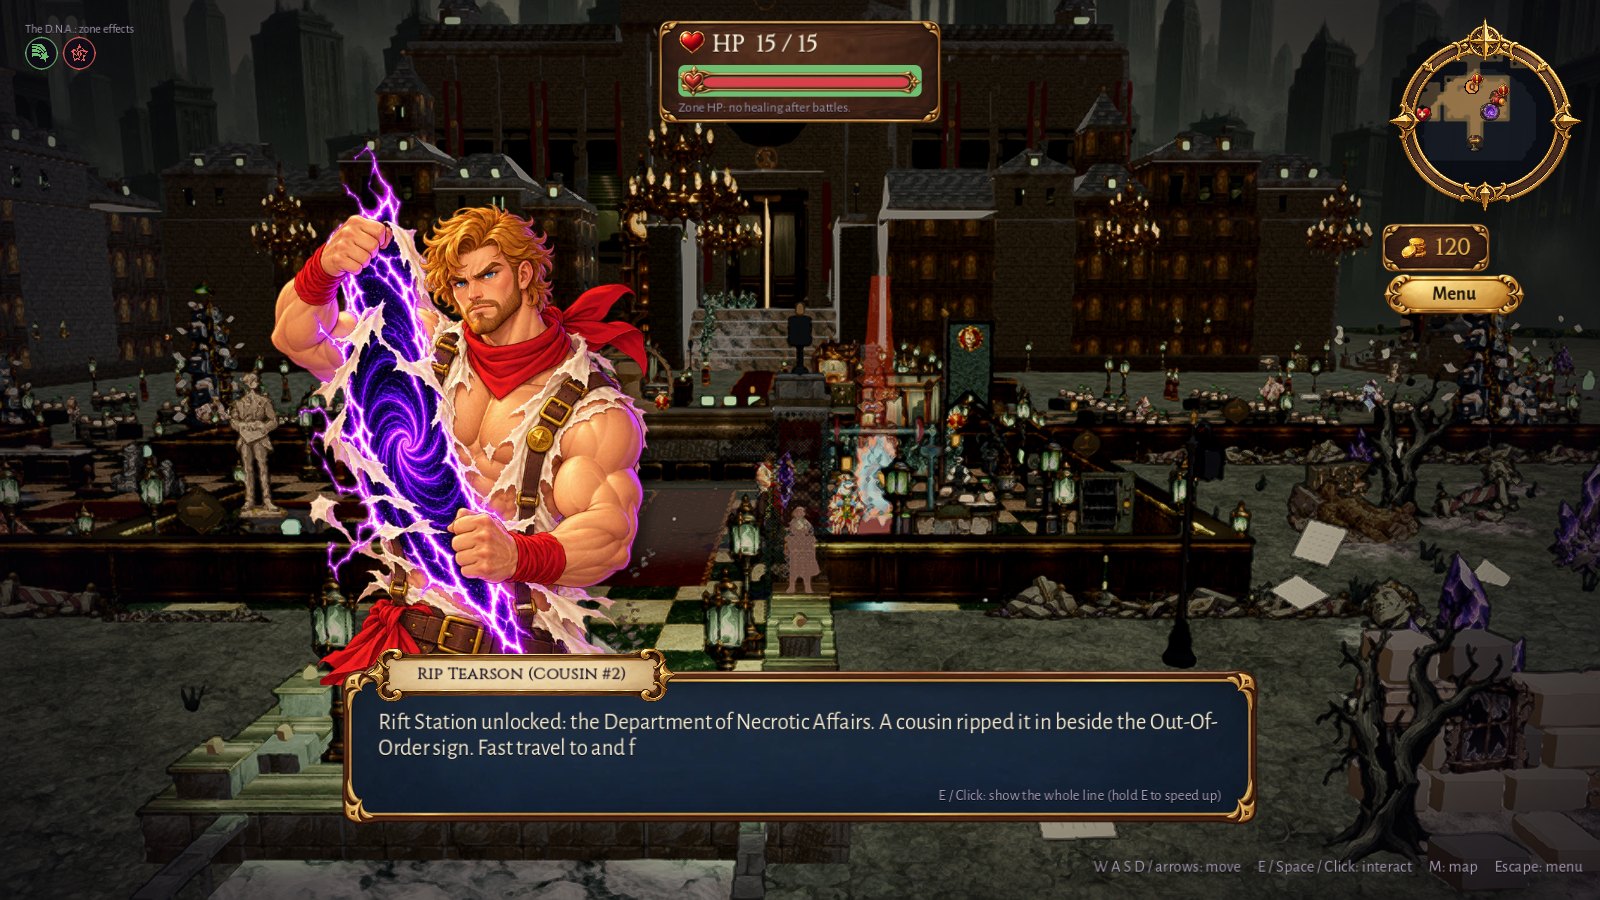 The D.N.A.: zone effects
HP 15 / 15
Zone HP: no healing after battles.
120
Menu
Rip Tearson (Cousin #2)
Rift Station unlocked: the Department of Necrotic Affairs. A cousin ripped it in beside the Out-Of-
Order sign. Fast travel to and f
E / Click: show the whole line (hold E to speed up)
W A S D / arrows: move E / Space / Click: interact M: map Escape: menu